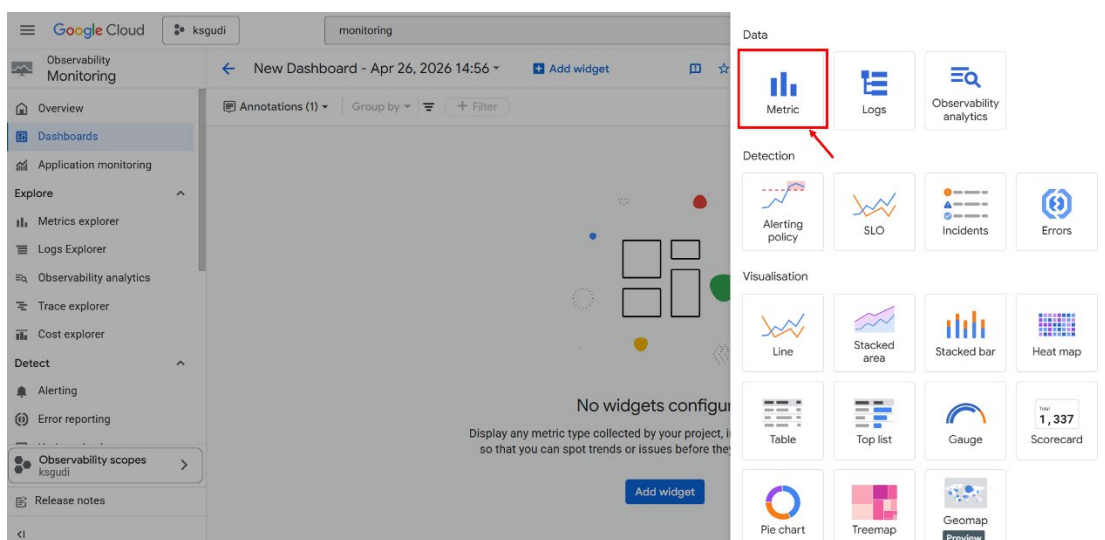 Google Cloud
ksgudi
monitoring
Observability
Monitoring
New Dashboard - Apr 26, 2026 14:56
Add widget
Overview
Dashboards
Application monitoring
Explore
Metrics explorer
Logs Explorer
Observability analytics
Trace explorer
Cost explorer
Detect
Alerting
Error reporting
Observability scopes
ksgudi
Release notes
Annotations (1)
Group by
+ Filter
No widgets configu
Display any metric type collected by your project, i
so that you can spot trends or issues before the
Add widget
Data
Metric
Logs
Observability
analytics
Detection
Alerting
policy
SLO
Incidents
Errors
Visualisation
Line
Stacked
area
Stacked bar
Heat map
Table
Top list
Gauge
Total
1,337
Scorecard
Pie chart
Treemap
Geomap
Preview